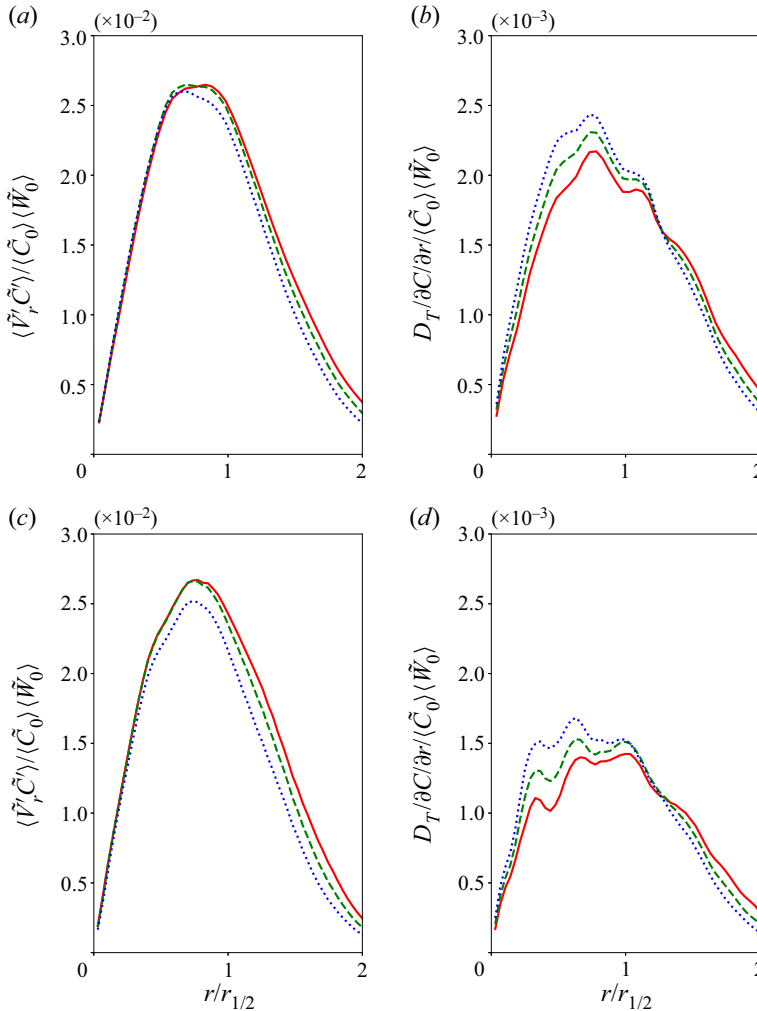 (a) (×10⁻²) (b) (×10⁻³)
3.0 3.0
2.5 2.5
2.0 2.0
1.5 1.5
1.0 1.0
0.5 0.5
0 1 2 0 1 2
⟨Ṽ′ᵣC̃′⟩/⟨C̃₀⟩⟨W̃₀⟩ D_T/∂C/∂r/⟨C̃₀⟩⟨W̃₀⟩
(c) (×10⁻²) (d) (×10⁻³)
3.0 3.0
2.5 2.5
2.0 2.0
1.5 1.5
1.0 1.0
0.5 0.5
0 1 2 0 1 2
⟨Ṽ′ᵣC̃′⟩/⟨C̃₀⟩⟨W̃₀⟩ D_T/∂C/∂r/⟨C̃₀⟩⟨W̃₀⟩
r/r₁/₂ r/r₁/₂